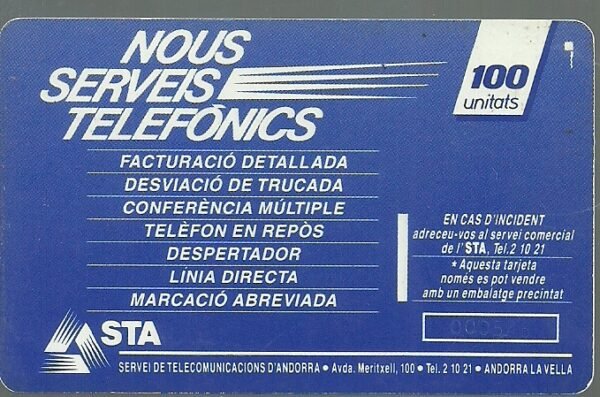 NOUS
SERVEIS
TELEFÒNICS
100
unitats
FACTURACIÓ DETALLADA
DESVIACIÓ DE TRUCADA
CONFERÈNCIA MÚLTIPLE
TELÈFON EN REPÒS
DESPERTADOR
LINIA DIRECTA
MARCACIÓ ABREVIADA
EN CAS D'INCIDENT
adreceu-vos al servei comercial
de l'STA, Tel. 2 10 21
* Aquesta tarjeta
només es pot vendre
amb un embalatge precintat
STA
SERVEI DE TELECOMUNICACIONS D'ANDORRA • Avda. Meritxell, 100 • Tel. 2 10 21 • ANDORRA LA VELLA